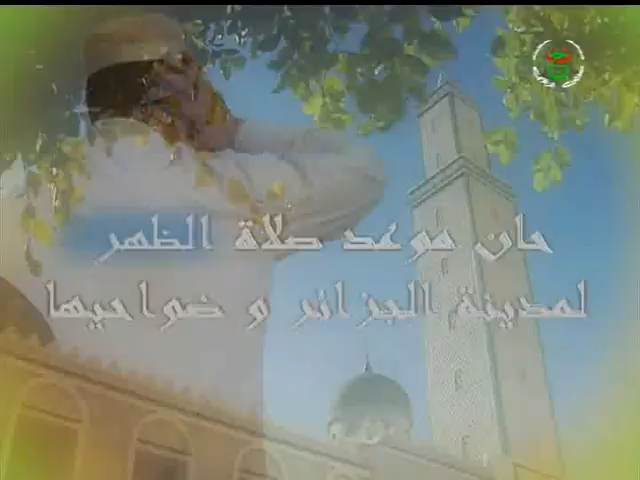 حان موعد صلاة الظهر
لمدينة الجزائر و ضواحيها